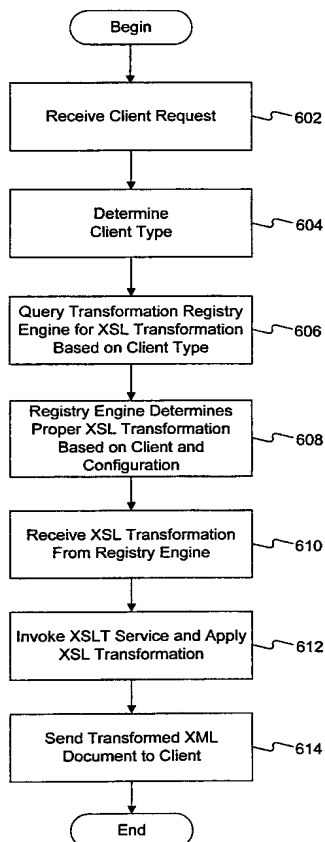 Begin
Receive Client Request
602
Determine
Client Type
604
Query Transformation Registry
Engine for XSL Transformation
Based on Client Type
606
Registry Engine Determines
Proper XSL Transformation
Based on Client and
Configuration
608
Receive XSL Transformation
From Registry Engine
610
Invoke XSLT Service and Apply
XSL Transformation
612
Send Transformed XML
Document to Client
614
End